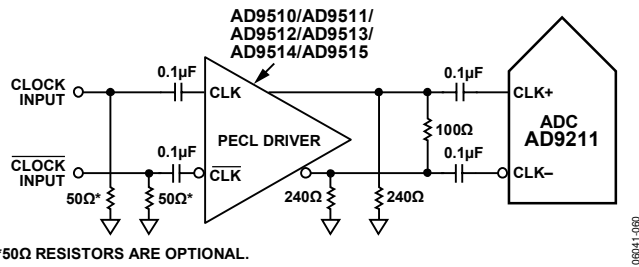 AD9510/AD9511/
AD9512/AD9513/
AD9514/AD9515
CLOCK
INPUT
0.1µF
CLK
PECL DRIVER
0.1µF
CLK+
100Ω
ADC
AD9211
CLOCK
INPUT
0.1µF
CLK
0.1µF
CLK–
50Ω*
50Ω*
240Ω
240Ω
*50Ω RESISTORS ARE OPTIONAL.
06041-060